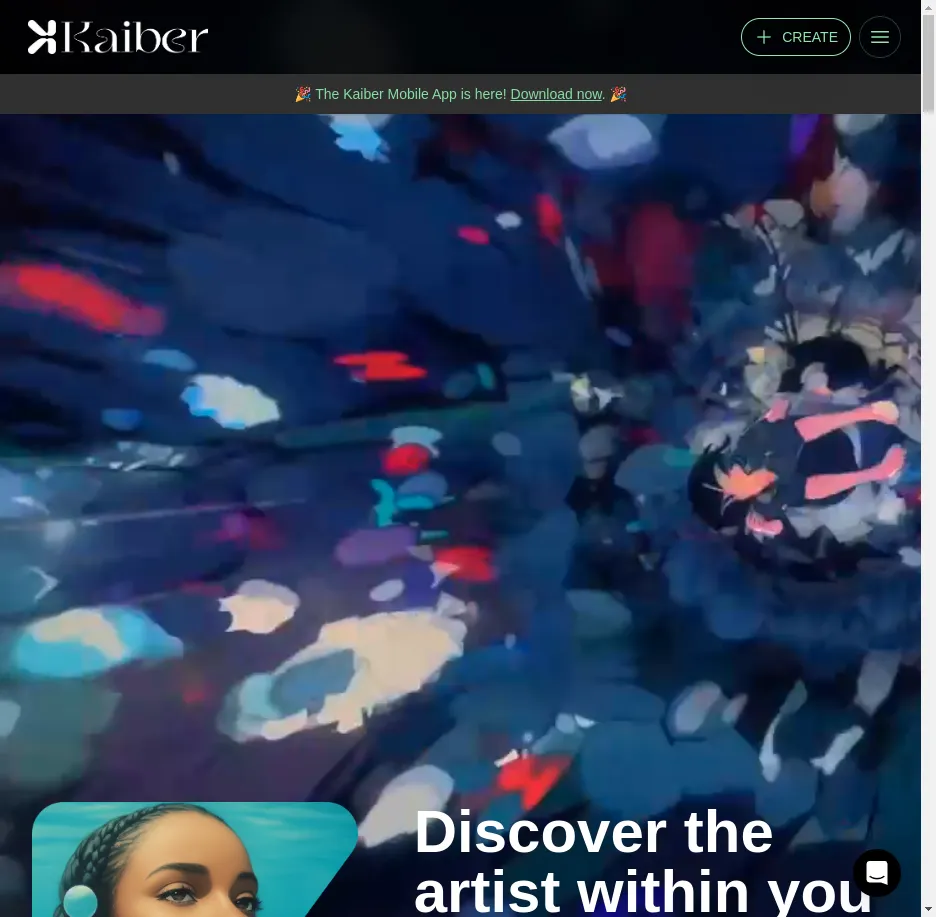 Kaiber
CREATE
🎉 The Kaiber Mobile App is here! Download now. 🎉
Discover the
artist within you